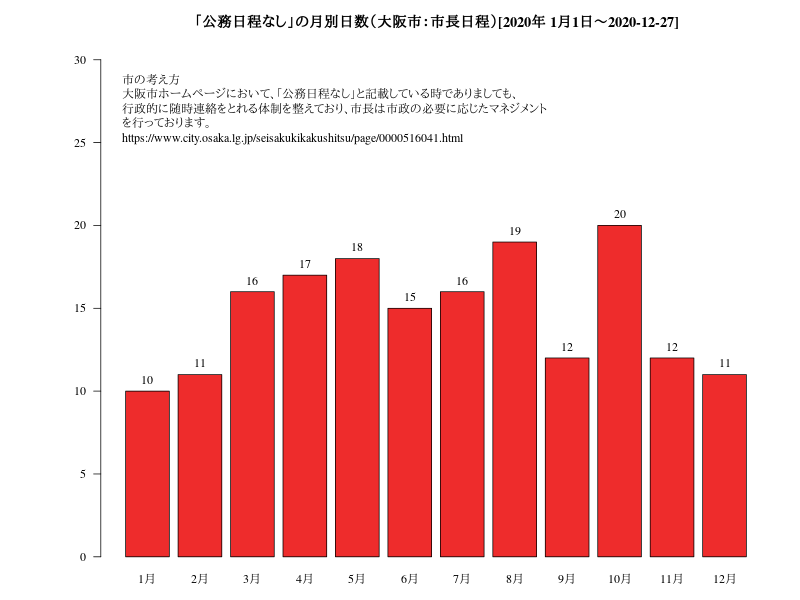 「公務日程なし」の月別日数（大阪市：市長日程）[2020年 1月1日〜2020-12-27]
30
市の考え方
大阪市ホームページにおいて、「公務日程なし」と記載している時でありましても、
行政的に随時連絡をとれる体制を整えており、市長は市政の必要に応じたマネジメント
を行っております。
https://www.city.osaka.lg.jp/seisakukikakushitsu/page/0000516041.html
25
20
15
10
5
0
10
11
16
17
18
15
16
19
12
20
12
11
1月 2月 3月 4月 5月 6月 7月 8月 9月 10月 11月 12月